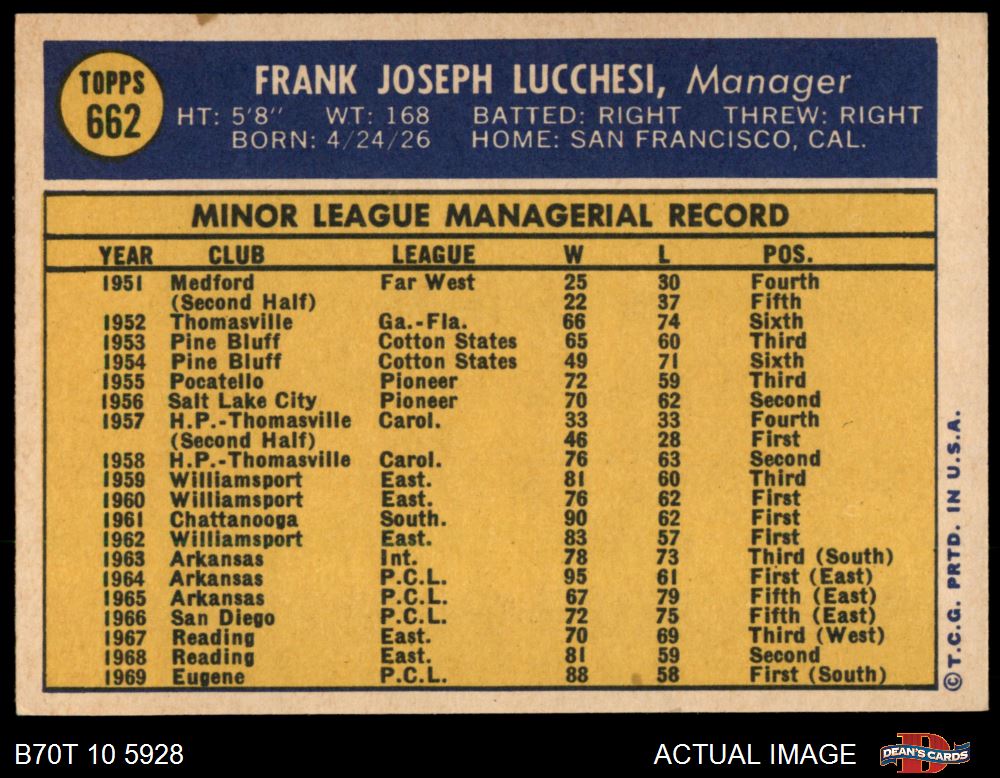 TOPPS
662
FRANK JOSEPH LUCCHESI, Manager
HT: 5'8" WT: 168 BATTED: RIGHT THREW: RIGHT
BORN: 4/24/26 HOME: SAN FRANCISCO, CAL.
MINOR LEAGUE MANAGERIAL RECORD
YEAR CLUB LEAGUE W L POS.
1951 Medford Far West 25 30 Fourth
(Second Half) 22 37 Fifth
1952 Thomasville Ga.-Fla. 66 74 Sixth
1953 Pine Bluff Cotton States 65 60 Third
1954 Pine Bluff Cotton States 49 71 Sixth
1955 Pocatello Pioneer 72 59 Third
1956 Salt Lake City Pioneer 70 62 Second
1957 H.P.-Thomasville Carol. 33 33 Fourth
(Second Half) 46 28 First
1958 H.P.-Thomasville Carol. 76 63 Second
1959 Williamsport East. 81 60 Third
1960 Williamsport East. 76 62 First
1961 Chattanooga South. 90 62 First
1962 Williamsport East. 83 57 First
1963 Arkansas Int. 78 73 Third (South)
1964 Arkansas P.C.L. 95 61 First (East)
1965 Arkansas P.C.L. 67 79 Fifth (East)
1966 San Diego P.C.L. 72 75 Fifth (East)
1967 Reading East. 70 69 Third (West)
1968 Reading East. 81 59 Second
1969 Eugene P.C.L. 88 58 First (South)
© T.C.G. PRTD. IN U.S.A.
B70T 10 5928
ACTUAL IMAGE
D
DEAN'S CARDS